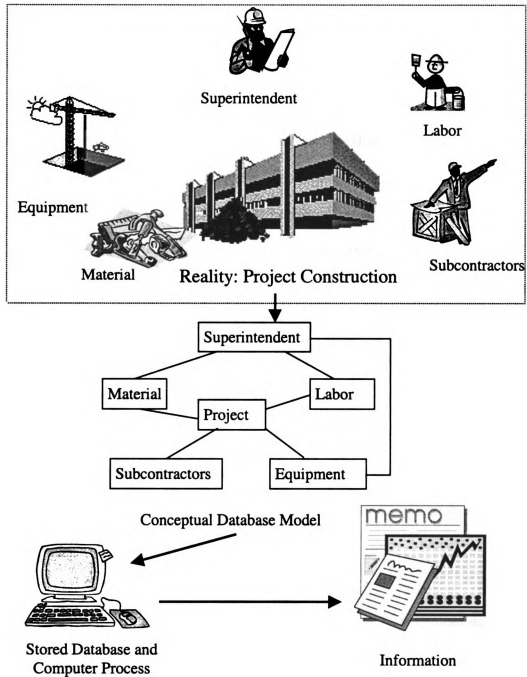 Superintendent
Labor
Equipment
Subcontractors
Material
Reality: Project Construction
Superintendent
Material
Labor
Project
Subcontractors
Equipment
Conceptual Database Model
memo
Stored Database and
Computer Process
Information